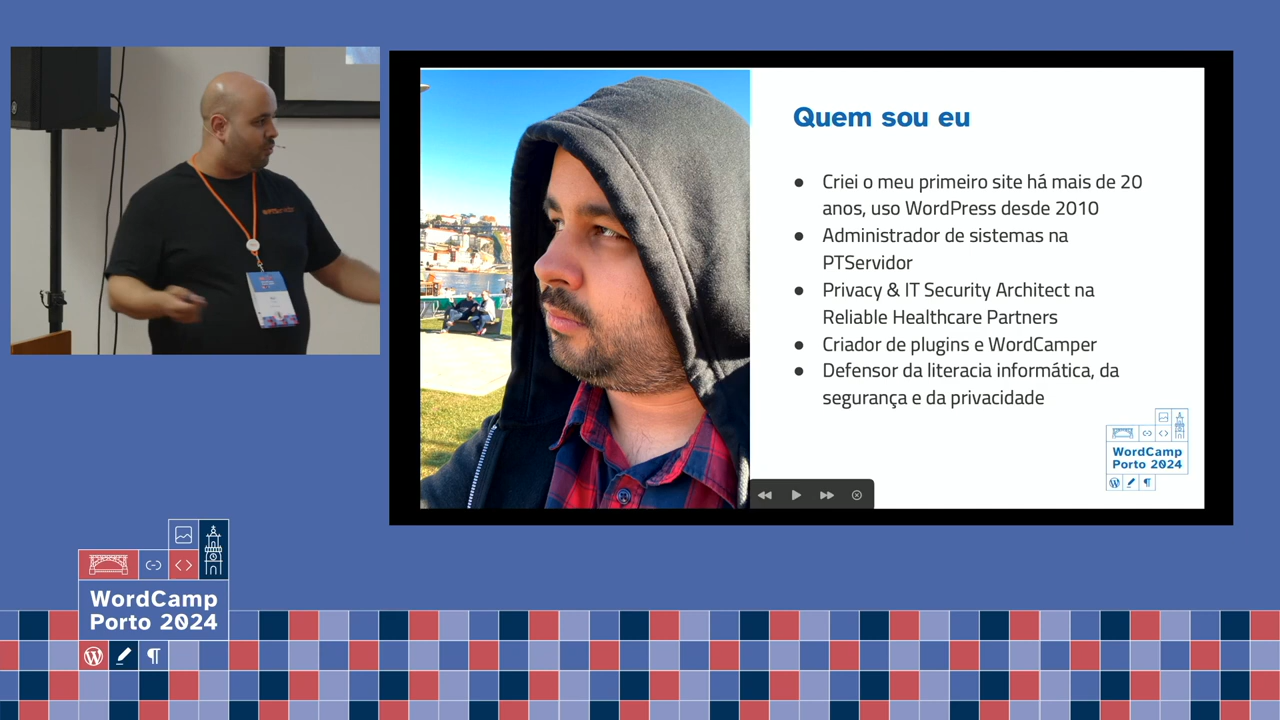 Quem sou eu
● Criei o meu primeiro site há mais de 20
anos, uso WordPress desde 2010
● Administrador de sistemas na
PTServidor
● Privacy & IT Security Architect na
Reliable Healthcare Partners
● Criador de plugins e WordCamper
● Defensor da literacia informática, da
segurança e da privacidade
WordCamp
Porto 2024
WordCamp
Porto 2024